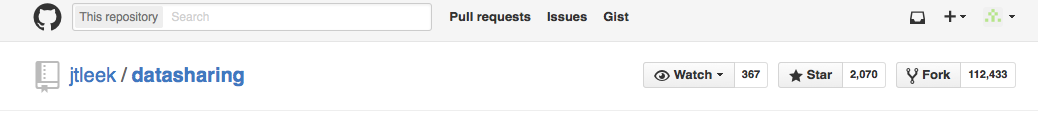 This repository Search Pull requests Issues Gist
jtleek / datasharing Watch 367 Star 2,070 Fork 112,433